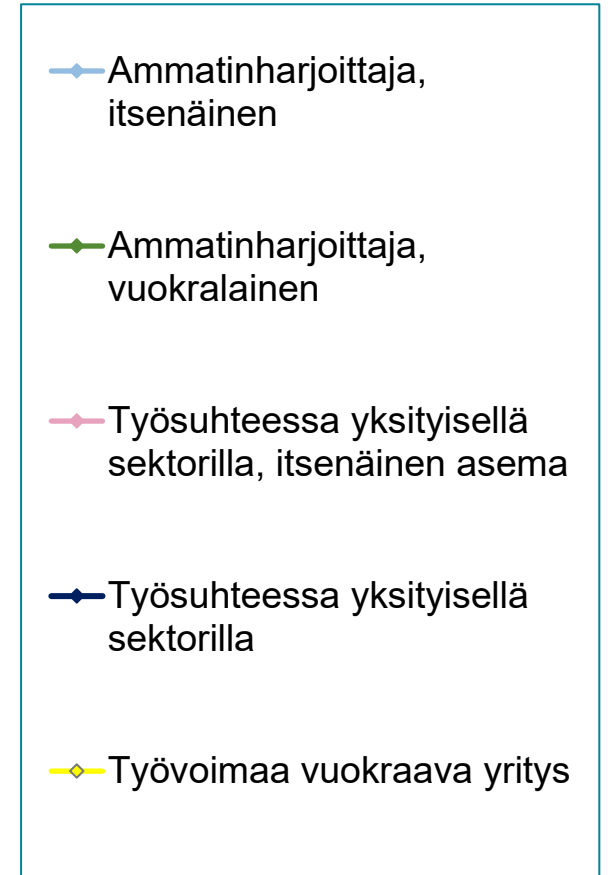 Ammatinharjoittaja,
itsenäinen
Ammatinharjoittaja,
vuokralainen
Työsuhteessa yksityisellä
sektorilla, itsenäinen asema
Työsuhteessa yksityisellä
sektorilla
Työvoimaa vuokraava yritys